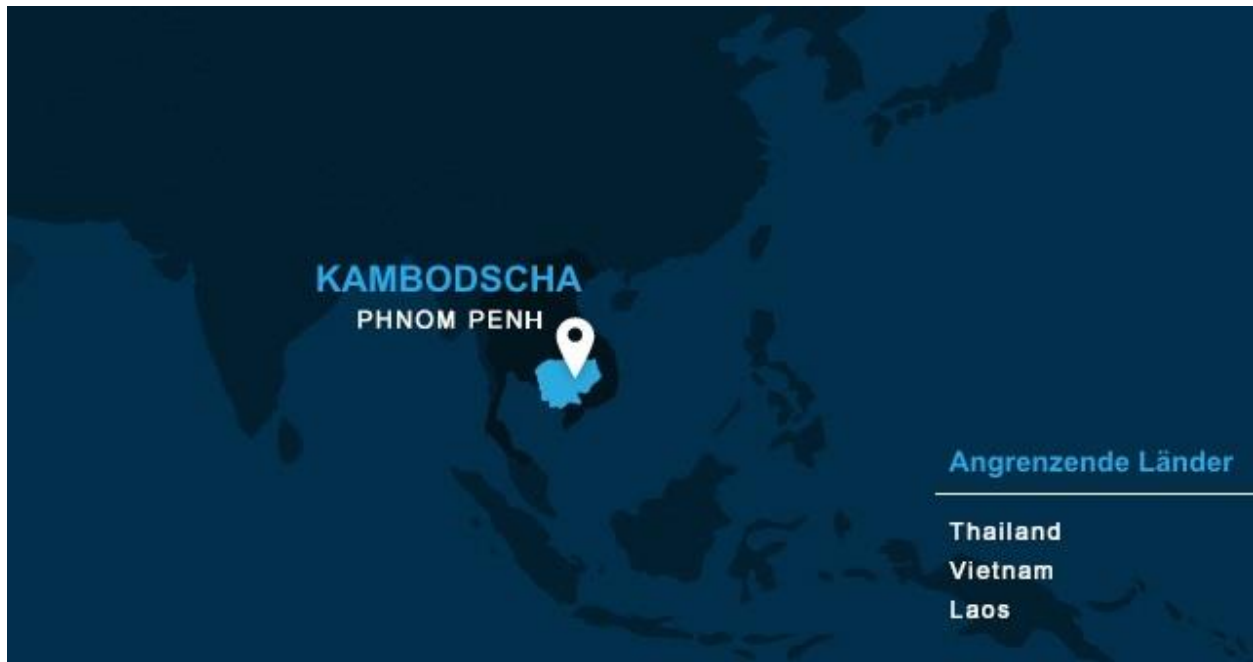 KAMBODSCHA
PHNOM PENH
Angrenzende Länder
Thailand
Vietnam
Laos